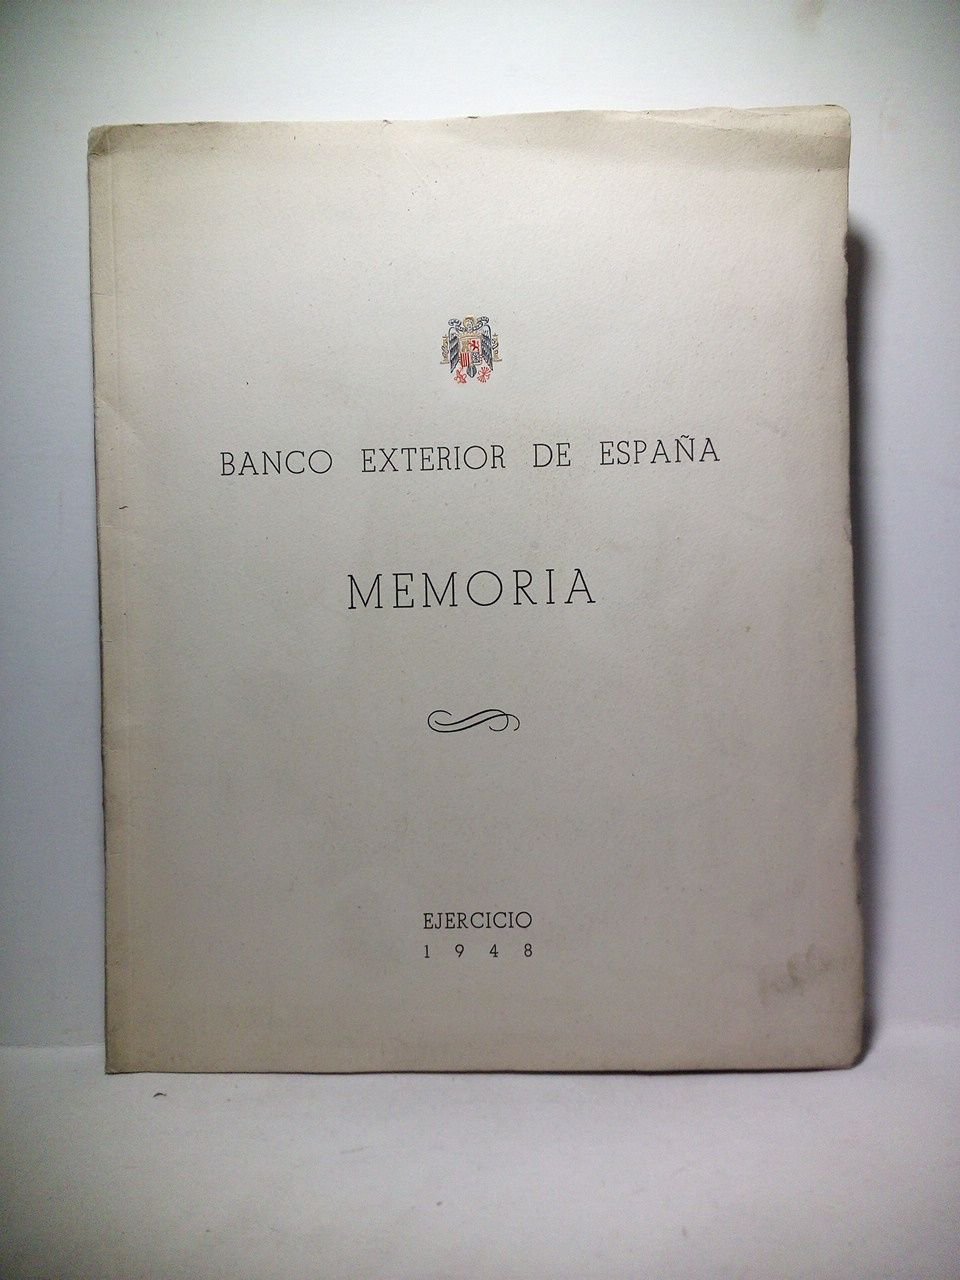 BANCO EXTERIOR DE ESPAÑA
MEMORIA
EJERCICIO
1948